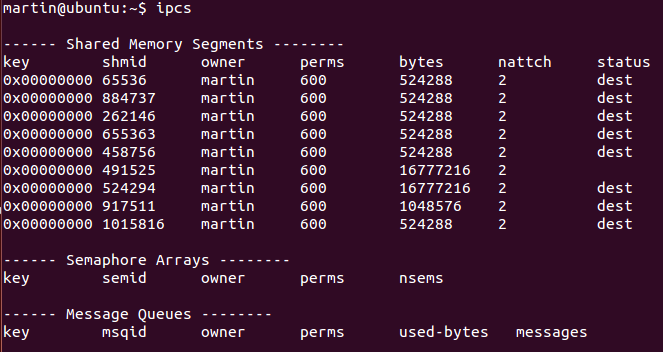 martin@ubuntu:~$ ipcs
------ Shared Memory Segments --------
key        shmid      owner      perms      bytes      nattch     status
0x00000000 65536      martin     600        524288     2          dest
0x00000000 884737     martin     600        524288     2          dest
0x00000000 262146     martin     600        524288     2          dest
0x00000000 655363     martin     600        524288     2          dest
0x00000000 458756     martin     600        524288     2          dest
0x00000000 491525     martin     600        16777216   2
0x00000000 524294     martin     600        16777216   2          dest
0x00000000 917511     martin     600        1048576    2          dest
0x00000000 1015816    martin     600        524288     2          dest
------ Semaphore Arrays --------
key        semid      owner      perms      nsems
------ Message Queues --------
key        msqid      owner      perms      used-bytes   messages